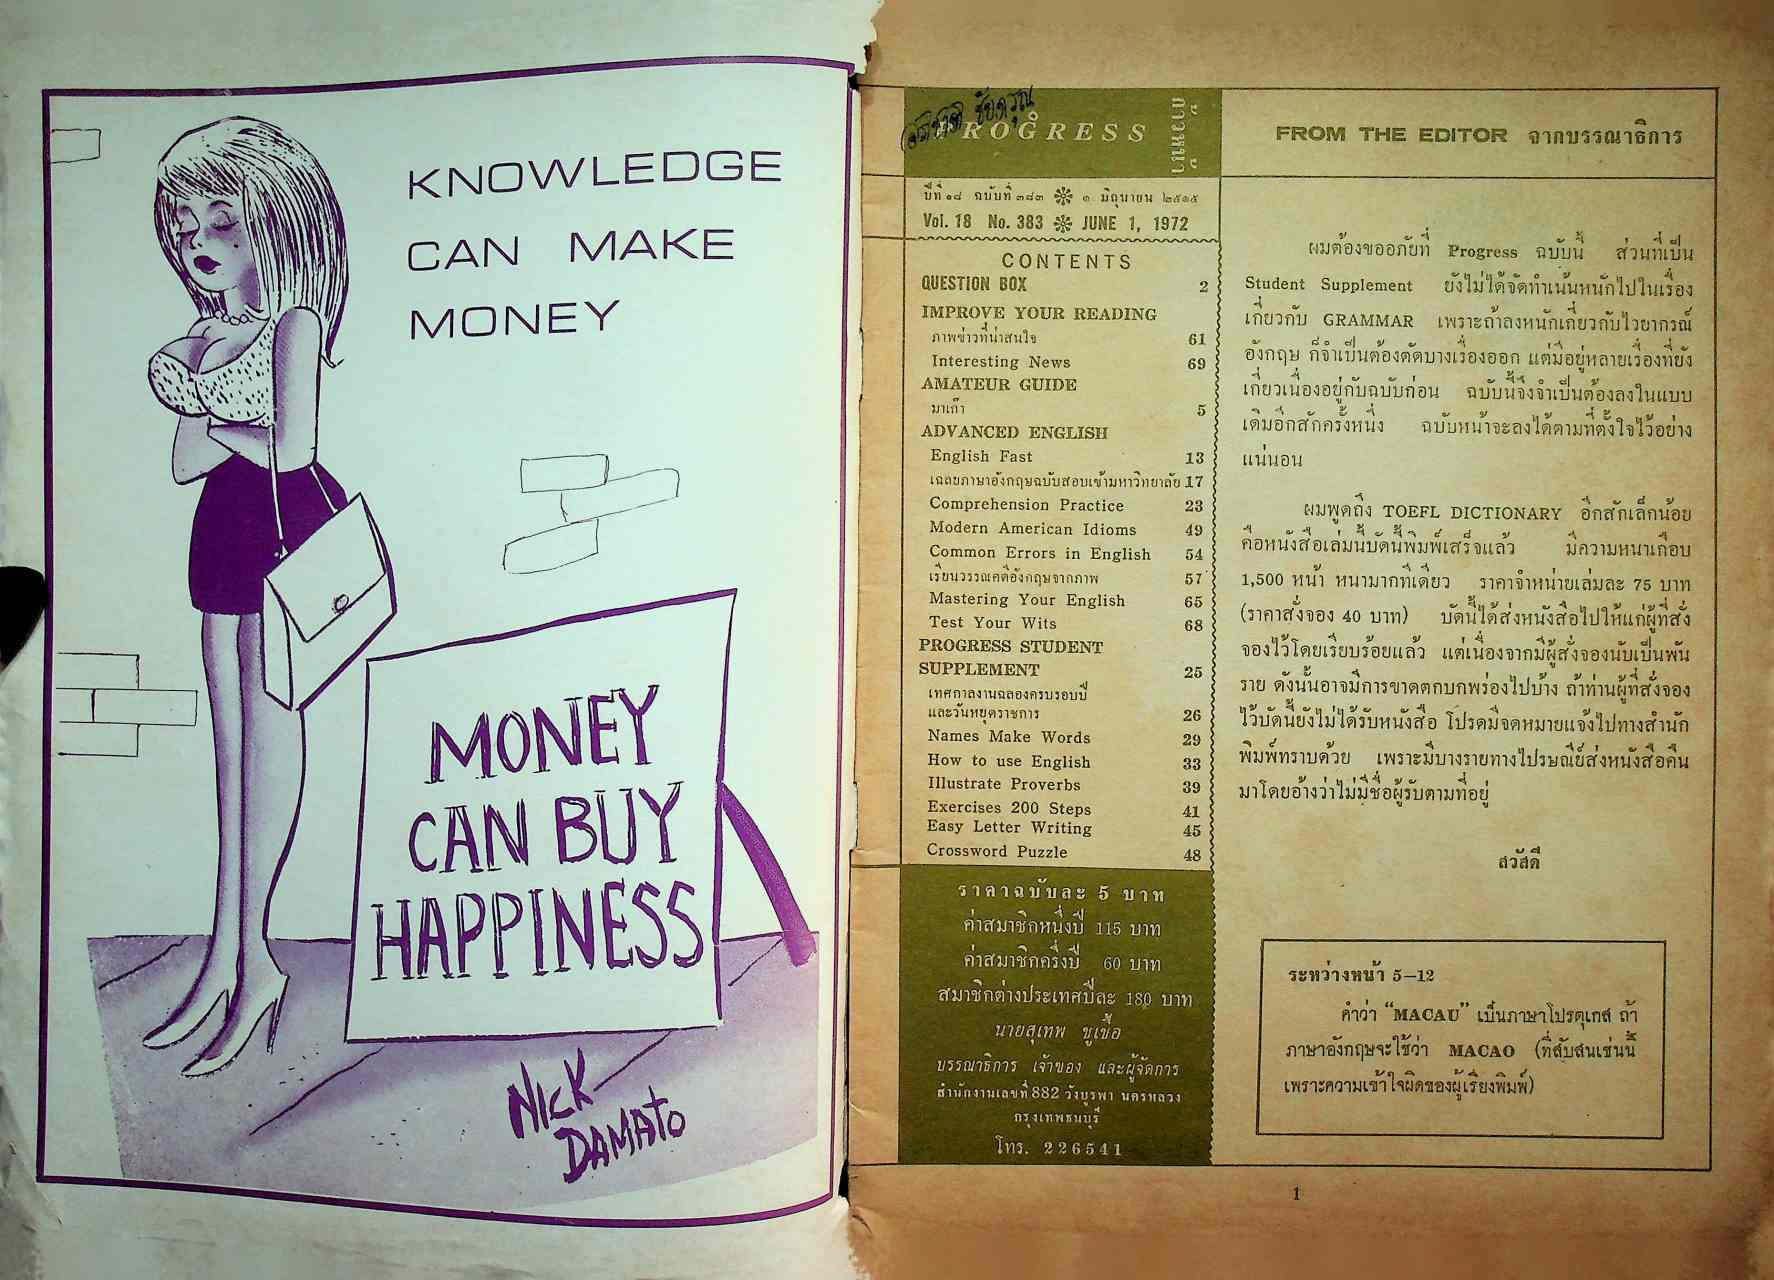 KNOWLEDGE
CAN MAKE
MONEY
MONEY
CAN BUY
HAPPINESS
NICK
DAMATO
PROGRESS
ก้าวหน้า
ปีที่ ๑๘ ฉบับที่ ๓๘๓ ❊ ๑ มิถุนายน ๒๕๑๕
Vol. 18 No. 383 ❊ JUNE 1, 1972
CONTENTS
QUESTION BOX 2
IMPROVE YOUR READING
ภาพข่าวที่น่าสนใจ 61
Interesting News 69
AMATEUR GUIDE
มาเก๊า 5
ADVANCED ENGLISH
English Fast 13
เฉลยภาษาอังกฤษฉบับสอบเข้ามหาวิทยาลัย 17
Comprehension Practice 23
Modern American Idioms 49
Common Errors in English 54
เรียนวรรณคดีอังกฤษจากภาพ 57
Mastering Your English 65
Test Your Wits 68
PROGRESS STUDENT
SUPPLEMENT 25
เทศกาลงานฉลองครบรอบปี
และวันหยุดราชการ 26
Names Make Words 29
How to use English 33
Illustrate Proverbs 39
Exercises 200 Steps 41
Easy Letter Writing 45
Crossword Puzzle 48
ราคาฉบับละ 5 บาท
ค่าสมาชิกหนึ่งปี 115 บาท
ค่าสมาชิกครึ่งปี 60 บาท
สมาชิกต่างประเทศปีละ 180 บาท
นายสุเทพ ชูเชื้อ
บรรณาธิการ เจ้าของ และผู้จัดการ
สำนักงานเลขที่ 882 วังบูรพา นครหลวง
กรุงเทพธนบุรี
โทร. 226541
FROM THE EDITOR จากบรรณาธิการ
ผมต้องขออภัยที่ Progress ฉบับนี้ ส่วนที่เป็น
Student Supplement ยังไม่ได้จัดทำเน้นหนักไปในเรื่อง
เกี่ยวกับ GRAMMAR เพราะถ้าลงหนักเกี่ยวกับไวยากรณ์
อังกฤษ ก็จำเป็นต้องตัดบางเรื่องออก แต่มีอยู่หลายเรื่องที่ยัง
เกี่ยวเนื่องอยู่กับฉบับก่อน ฉบับนี้จึงจำเป็นต้องลงในแบบ
เดิมอีกสักครั้งหนึ่ง ฉบับหน้าจะลงได้ตามที่ตั้งใจไว้อย่าง
แน่นอน
ผมพูดถึง TOEFL DICTIONARY อีกสักเล็กน้อย
คือหนังสือเล่มนี้บัดนี้พิมพ์เสร็จแล้ว มีความหนาเกือบ
1,500 หน้า หนามากทีเดียว ราคาจำหน่ายเล่มละ 75 บาท
(ราคาสั่งจอง 40 บาท) บัดนี้ได้ส่งหนังสือไปให้แก่ผู้ที่สั่ง
จองไว้โดยเรียบร้อยแล้ว แต่เนื่องจากมีผู้สั่งจองนับเป็นพัน
ราย ดังนั้นอาจมีการขาดตกบกพร่องไปบ้าง ถ้าท่านผู้ที่สั่งจอง
ไว้บัดนี้ยังไม่ได้รับหนังสือ โปรดมีจดหมายแจ้งไปทางสำนัก
พิมพ์ทราบด้วย เพราะมีบางรายทางไปรษณีย์ส่งหนังสือคืน
มาโดยอ้างว่าไม่มีชื่อผู้รับตามที่อยู่
สวัสดี
ระหว่างหน้า 5–12
คำว่า "MACAU" เป็นภาษาโปรตุเกส ถ้า
ภาษาอังกฤษจะใช้ว่า MACAO (ที่สับสนเช่นนี้
เพราะความเข้าใจผิดของผู้เรียงพิมพ์)
1